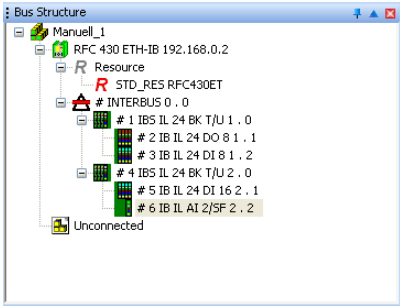 Bus Structure
Manuell_1
RFC 430 ETH-IB 192.168.0.2
R Resource
R STD_RES RFC430ET
# INTERBUS 0 . 0
# 1 IBS IL 24 BK T/U 1 . 0
# 2 IB IL 24 DO 8 1 . 1
# 3 IB IL 24 DI 8 1 . 2
# 4 IBS IL 24 BK T/U 2 . 0
# 5 IB IL 24 DI 16 2 . 1
# 6 IB IL AI 2/SF 2 . 2
Unconnected